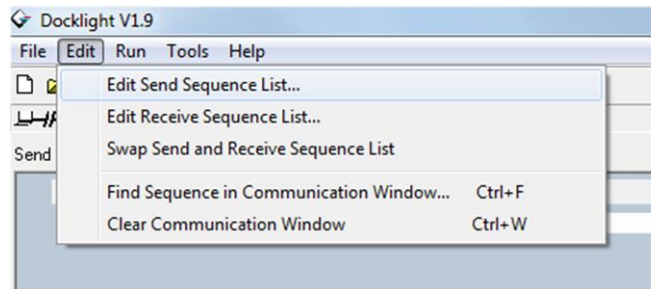 Docklight V1.9
File Edit Run Tools Help
Edit Send Sequence List...
Edit Receive Sequence List...
Swap Send and Receive Sequence List
Send
Find Sequence in Communication Window... Ctrl+F
Clear Communication Window Ctrl+W